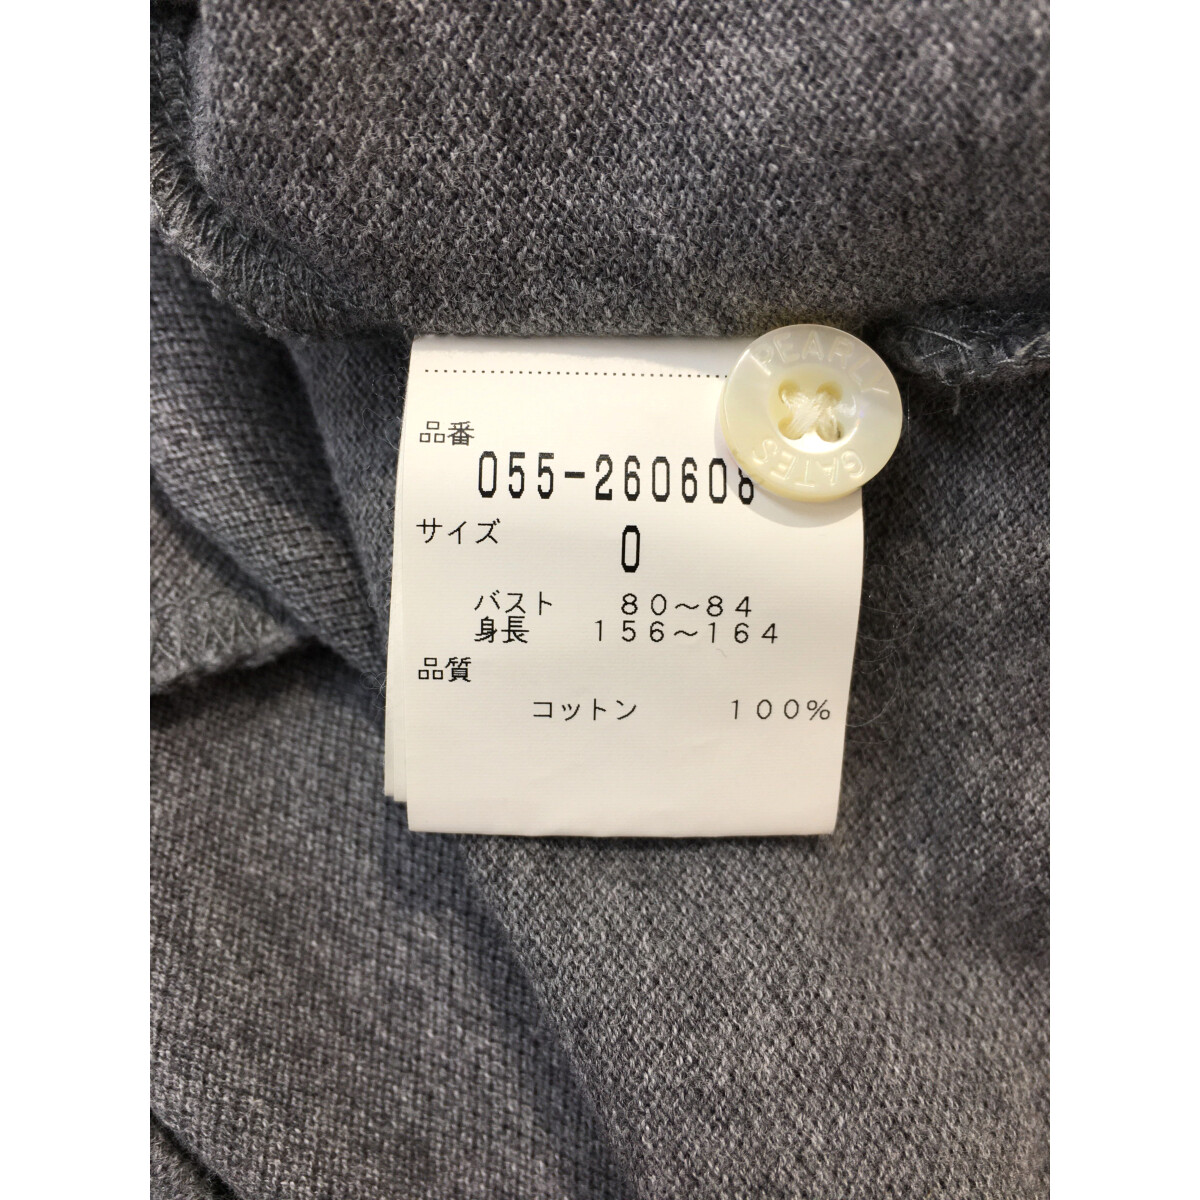 PEARLY
GATES
品番
055-260608
サイズ
0
バスト 80～84
身長 156～164
品質
コットン 100%